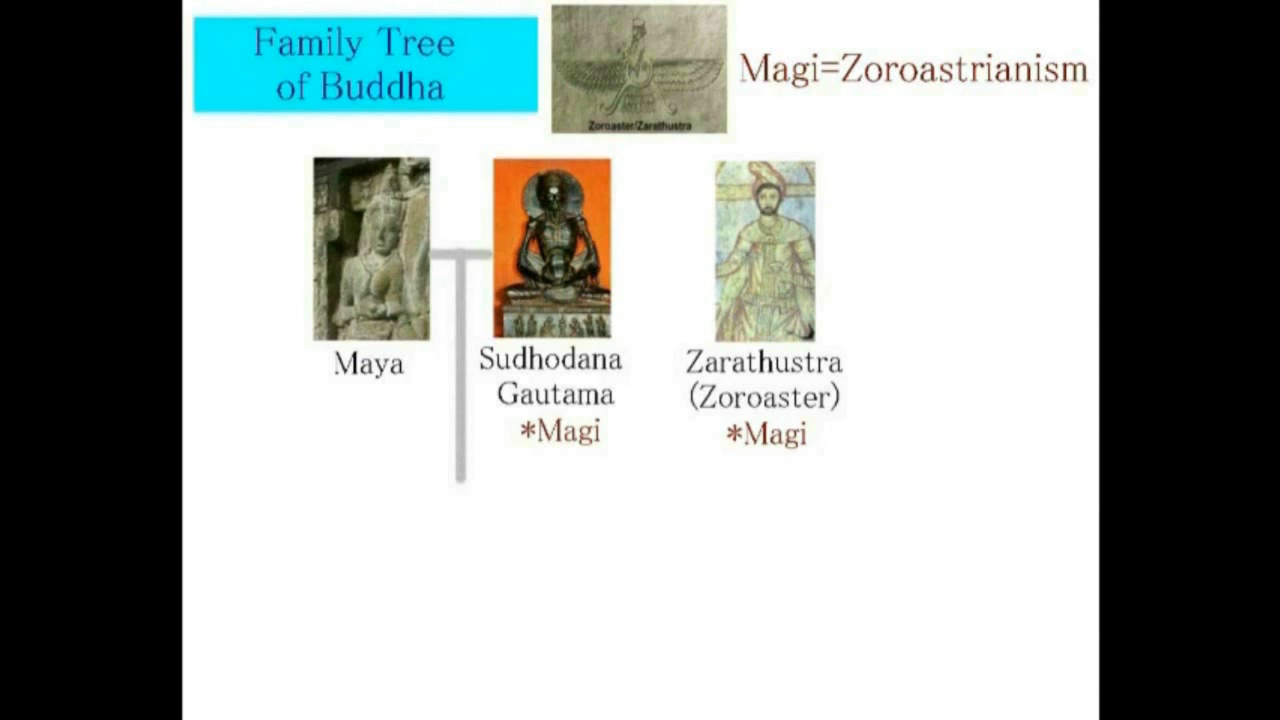 Family Tree
of Buddha
Zoroaster/Zarathustra
Magi=Zoroastrianism
Maya
Sudhodana
Gautama
*Magi
Zarathustra
(Zoroaster)
*Magi